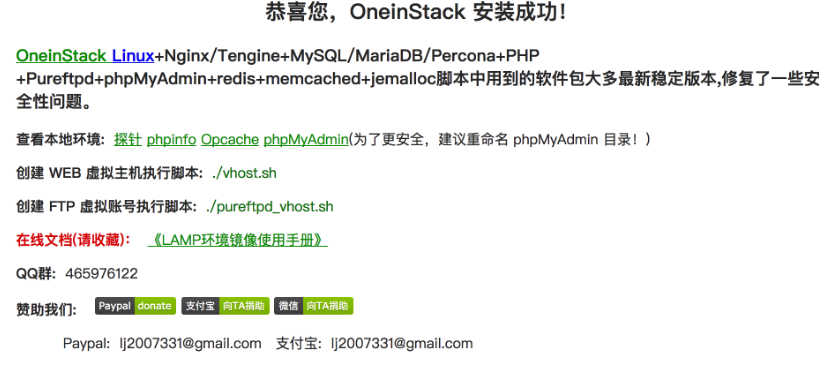 恭喜您，OneinStack 安装成功！
OneinStack Linux+Nginx/Tengine+MySQL/MariaDB/Percona+PHP
+Pureftpd+phpMyAdmin+redis+memcached+jemalloc脚本中用到的软件包大多最新稳定版本,修复了一些安
全性问题。
查看本地环境：探针 phpinfo Opcache phpMyAdmin(为了更安全，建议重命名 phpMyAdmin 目录！)
创建 WEB 虚拟主机执行脚本：./vhost.sh
创建 FTP 虚拟账号执行脚本：./pureftpd_vhost.sh
在线文档(请收藏)：《LAMP环境镜像使用手册》
QQ群：465976122
赞助我们: Paypal donate 支付宝 向TA捐助 微信 向TA捐助
Paypal: lj2007331@gmail.com 支付宝: lj2007331@gmail.com